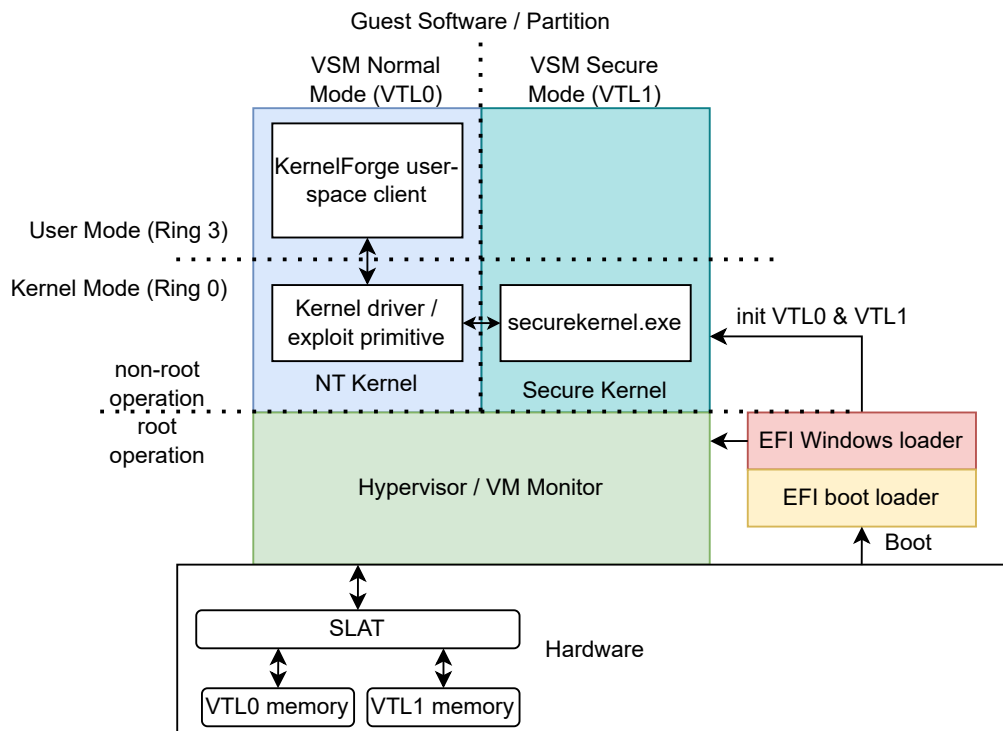 Guest Software / Partition
VSM Normal
Mode (VTL0)
VSM Secure
Mode (VTL1)
KernelForge user-
space client
User Mode (Ring 3)
Kernel Mode (Ring 0)
Kernel driver /
exploit primitive
securekernel.exe
init VTL0 & VTL1
NT Kernel
Secure Kernel
non-root
operation
root
operation
EFI Windows loader
Hypervisor / VM Monitor
EFI boot loader
Boot
SLAT
Hardware
VTL0 memory
VTL1 memory